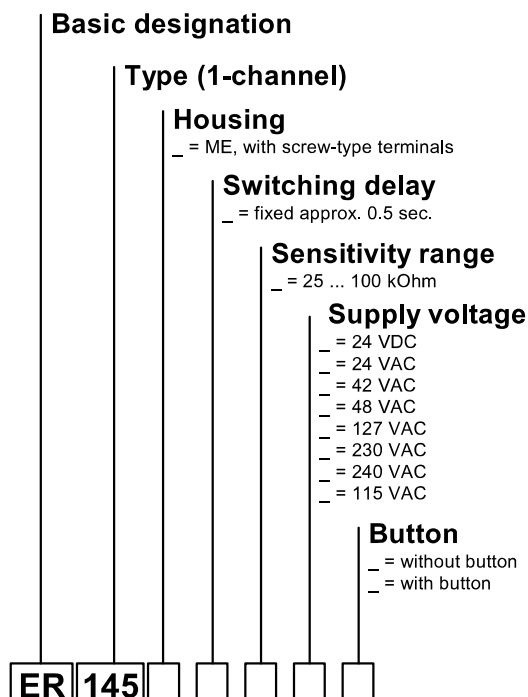 Basic designation
Type (1-channel)
Housing
_ = ME, with screw-type terminals
Switching delay
_ = fixed approx. 0.5 sec.
Sensitivity range
_ = 25 ... 100 kOhm
Supply voltage
_ = 24 VDC
_ = 24 VAC
_ = 42 VAC
_ = 48 VAC
_ = 127 VAC
_ = 230 VAC
_ = 240 VAC
_ = 115 VAC
Button
_ = without button
_ = with button
ER 145